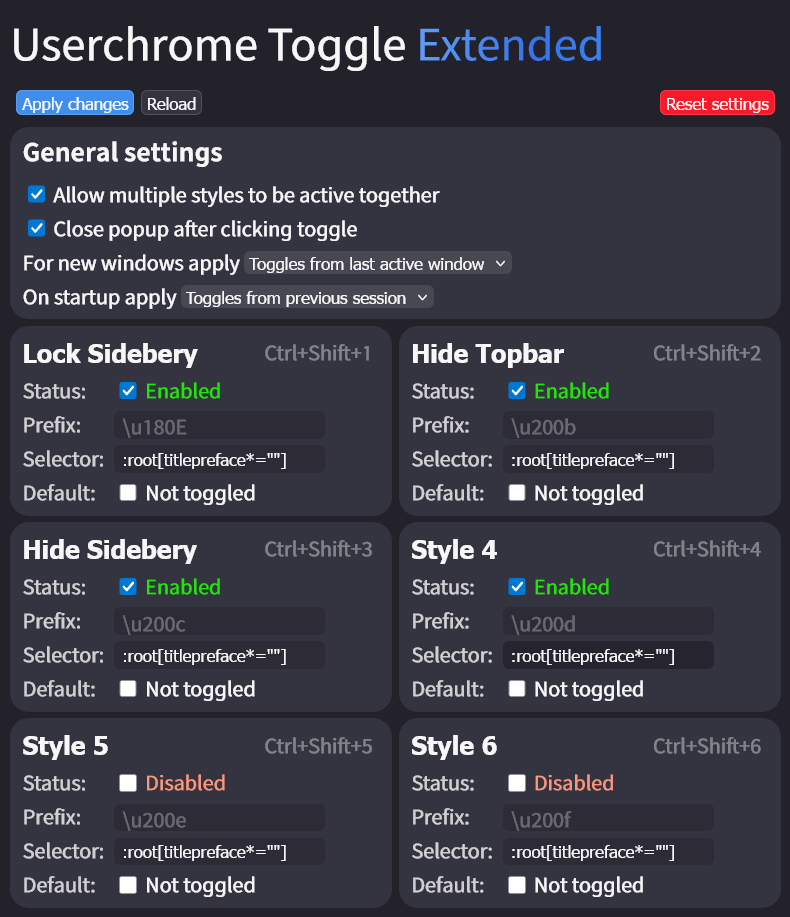 Userchrome Toggle Extended
Apply changes Reload Reset settings
General settings
Allow multiple styles to be active together
Close popup after clicking toggle
For new windows apply Toggles from last active window
On startup apply Toggles from previous session
Lock Sidebery Ctrl+Shift+1
Status: Enabled
Prefix: \u180E
Selector: :root[titlepreface*=""]
Default: Not toggled
Hide Topbar Ctrl+Shift+2
Status: Enabled
Prefix: \u200b
Selector: :root[titlepreface*=""]
Default: Not toggled
Hide Sidebery Ctrl+Shift+3
Status: Enabled
Prefix: \u200c
Selector: :root[titlepreface*=""]
Default: Not toggled
Style 4 Ctrl+Shift+4
Status: Enabled
Prefix: \u200d
Selector: :root[titlepreface*=""]
Default: Not toggled
Style 5 Ctrl+Shift+5
Status: Disabled
Prefix: \u200e
Selector: :root[titlepreface*=""]
Default: Not toggled
Style 6 Ctrl+Shift+6
Status: Disabled
Prefix: \u200f
Selector: :root[titlepreface*=""]
Default: Not toggled